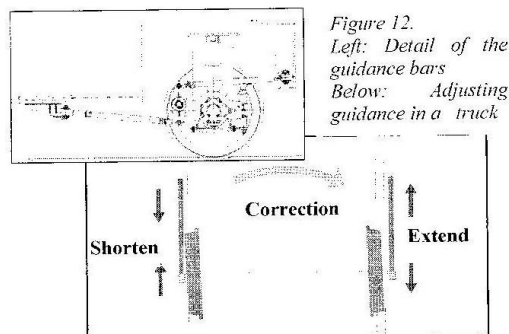 Figure 12.
Left: Detail of the
guidance bars
Below: Adjusting
guidance in a truck
Correction
Shorten
Extend